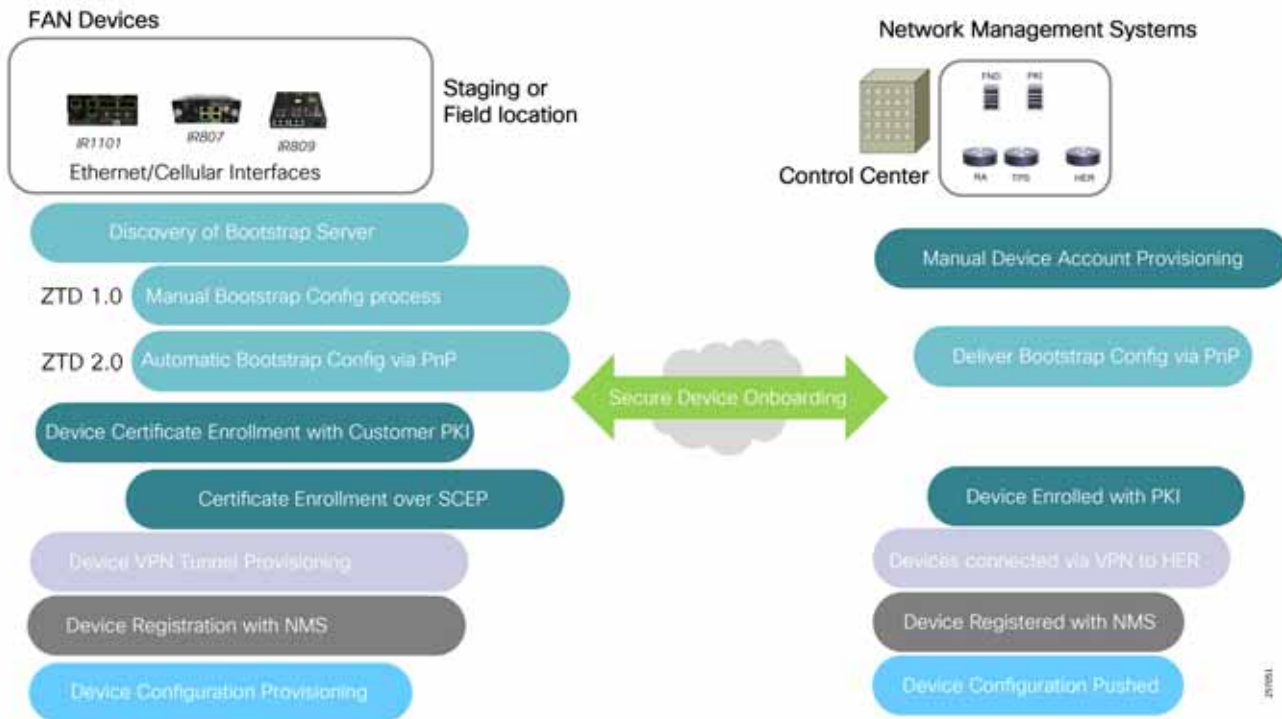 FAN Devices
Network Management Systems
IR1101
IR807
IR809
Ethernet/Cellular Interfaces
Staging or
Field location
Control Center
FND
PKI
RA
TPS
HER
Discovery of Bootstrap Server
Manual Device Account Provisioning
ZTD 1.0
Manual Bootstrap Config process
ZTD 2.0
Automatic Bootstrap Config via PnP
Deliver Bootstrap Config via PnP
Secure Device Onboarding
Device Certificate Enrollment with Customer PKI
Certificate Enrollment over SCEP
Device Enrolled with PKI
Device VPN Tunnel Provisioning
Devices connected via VPN to HER
Device Registration with NMS
Device Registered with NMS
Device Configuration Provisioning
Device Configuration Pushed